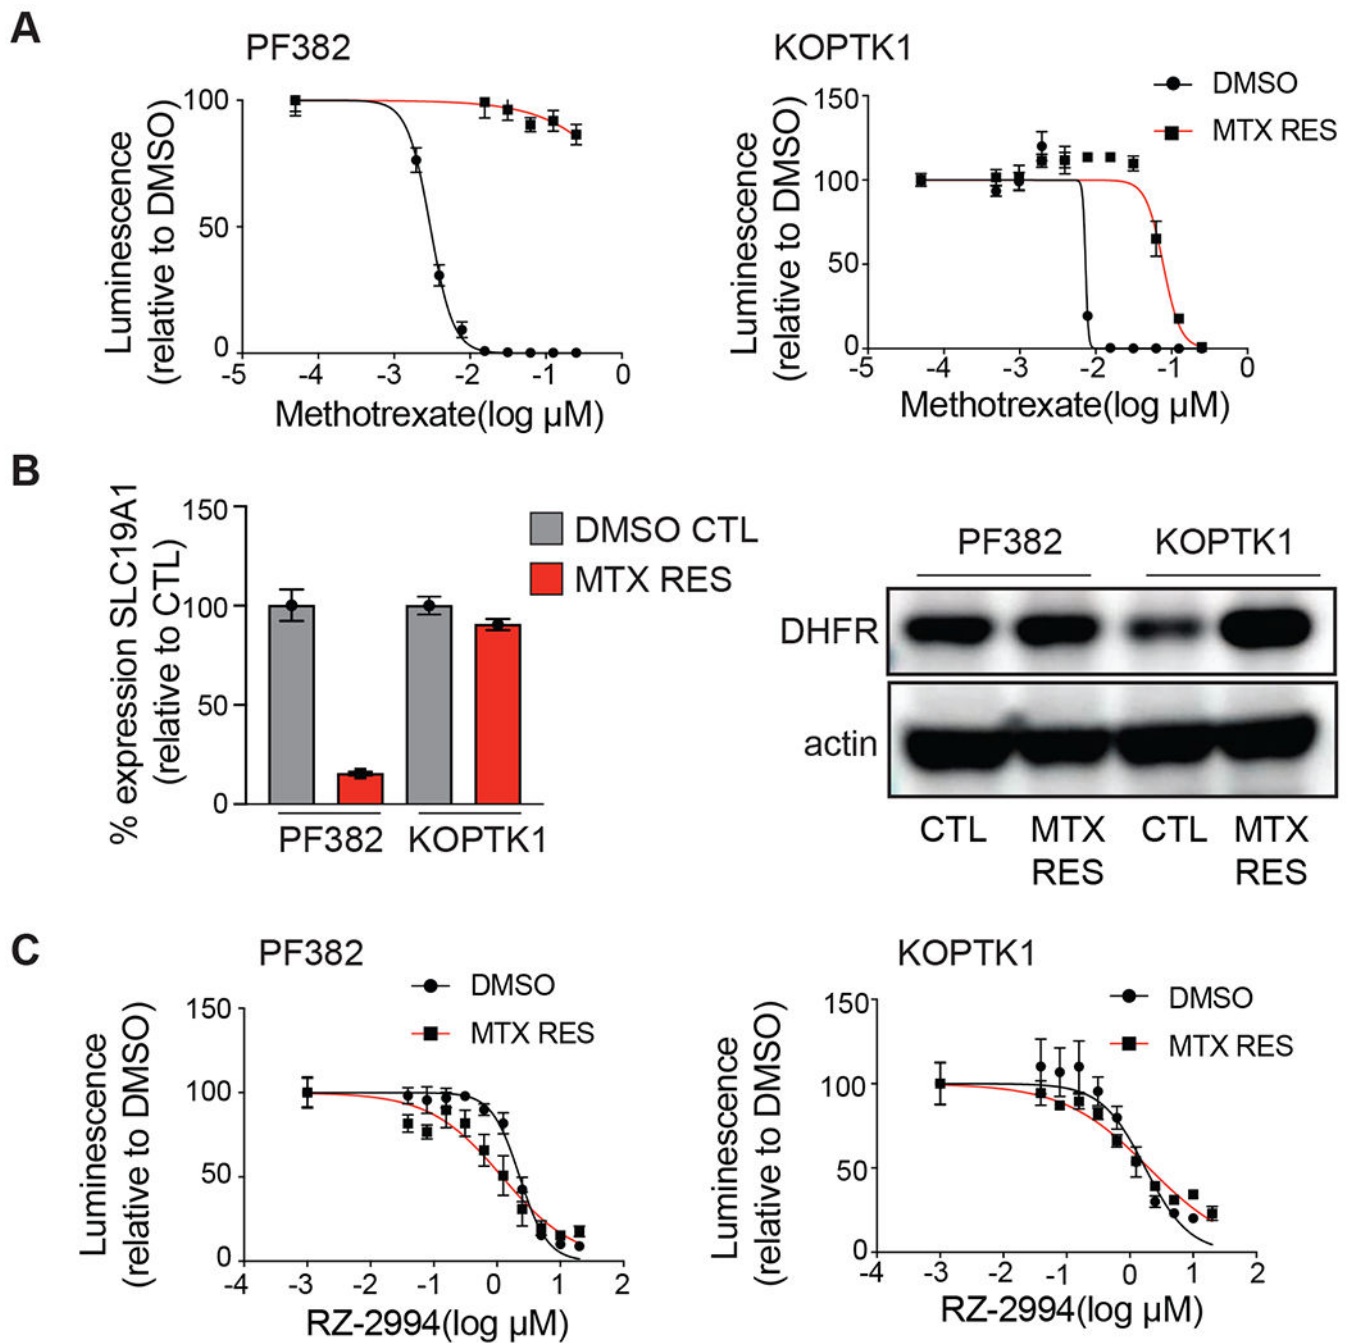 A
PF382
Luminescence
(relative to DMSO)
100
50
0
-5 -4 -3 -2 -1 0
Methotrexate(log µM)
KOPTK1
DMSO
MTX RES
Luminescence
(relative to DMSO)
150
100
50
0
-5 -4 -3 -2 -1 0
Methotrexate(log µM)
B
% expression SLC19A1
(relative to CTL)
150
100
50
0
PF382 KOPTK1
DMSO CTL
MTX RES
PF382 KOPTK1
DHFR
actin
CTL MTX CTL MTX
RES RES
C
PF382
DMSO
MTX RES
Luminescence
(relative to DMSO)
150
100
50
0
-4 -3 -2 -1 0 1 2
RZ-2994(log µM)
KOPTK1
DMSO
MTX RES
Luminescence
(relative to DMSO)
150
100
50
0
-4 -3 -2 -1 0 1 2
RZ-2994(log µM)